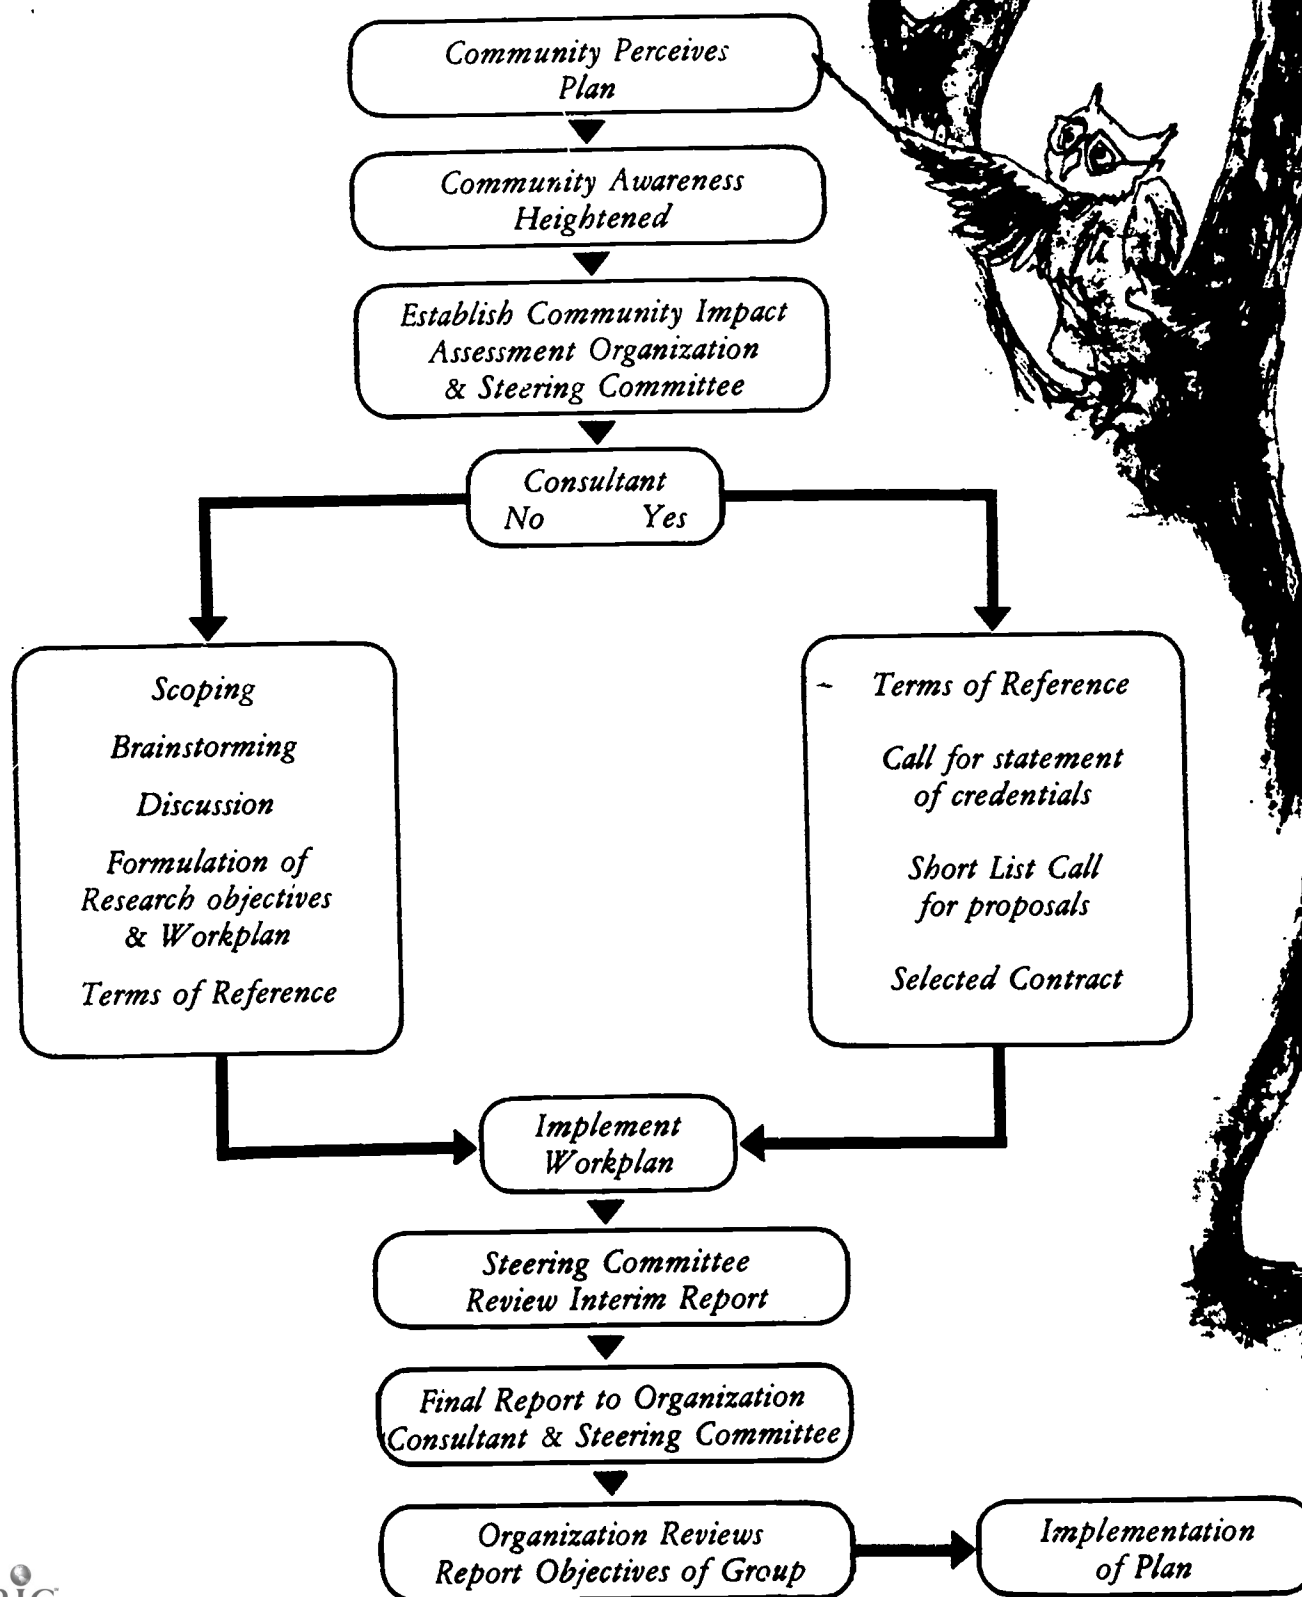 Community Perceives
Plan
Community Awareness
Heightened
Establish Community Impact
Assessment Organization
& Steering Committee
Consultant
No Yes
Scoping
Brainstorming
Discussion
Formulation of
Research objectives
& Workplan
Terms of Reference
Terms of Reference
Call for statement
of credentials
Short List Call
for proposals
Selected Contract
Implement
Workplan
Steering Committee
Review Interim Report
Final Report to Organization
Consultant & Steering Committee
Organization Reviews
Report Objectives of Group
Implementation
of Plan